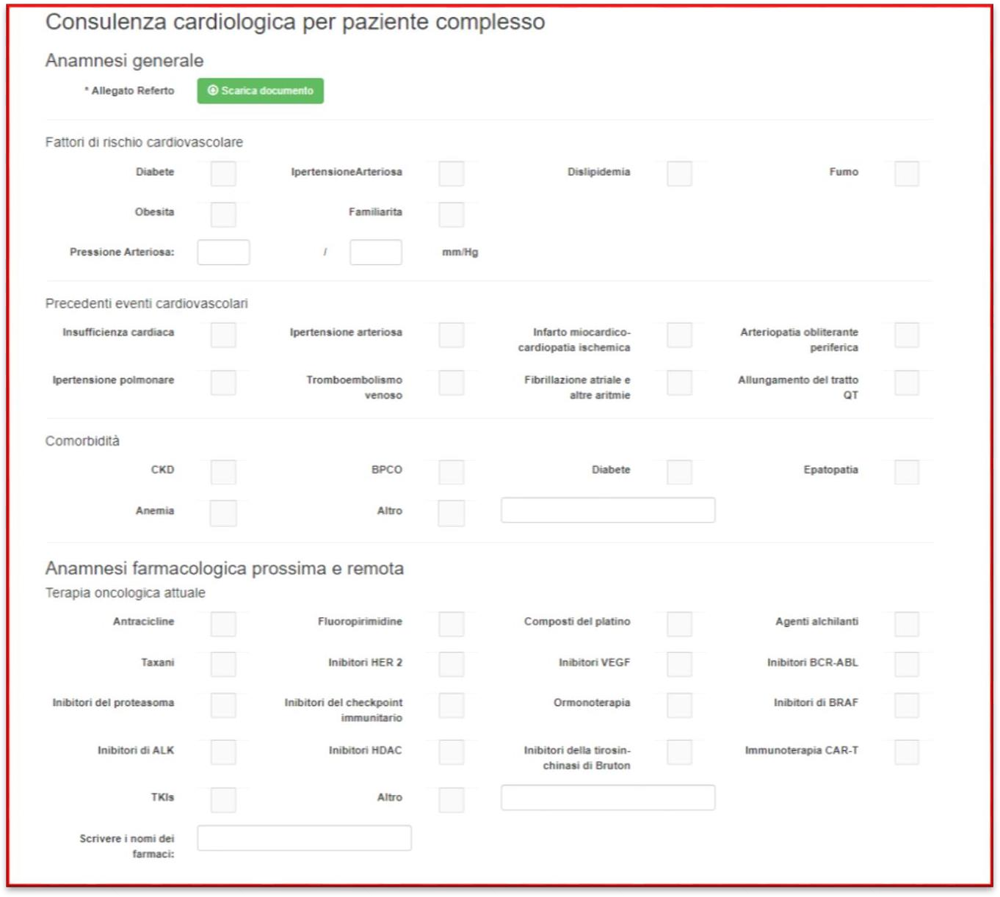 Consulenza cardiologica per paziente complesso
Anamnesi generale
* Allegato Referto Scarica documento
Fattori di rischio cardiovascolare
Diabete IpertensioneArteriosa Dislipidemia Fumo
Obesita Familiarita
Pressione Arteriosa: / mm/Hg
Precedenti eventi cardiovascolari
Insufficienza cardiaca Ipertensione arteriosa Infarto miocardico- Arteriopatia obliterante
cardiopatia ischemica periferica
Ipertensione polmonare Tromboembolismo Fibrillazione atriale e Allungamento del tratto
venoso altre aritmie QT
Comorbidità
CKD BPCO Diabete Epatopatia
Anemia Altro
Anamnesi farmacologica prossima e remota
Terapia oncologica attuale
Antracicline Fluoropirimidine Composti del platino Agenti alchilanti
Taxani Inibitori HER 2 Inibitori VEGF Inibitori BCR-ABL
Inibitori del proteasoma Inibitori del checkpoint Ormonoterapia Inibitori di BRAF
immunitario
Inibitori di ALK Inibitori HDAC Inibitori della tirosin- Immunoterapia CAR-T
chinasi di Bruton
TKIs Altro
Scrivere i nomi dei
farmaci: